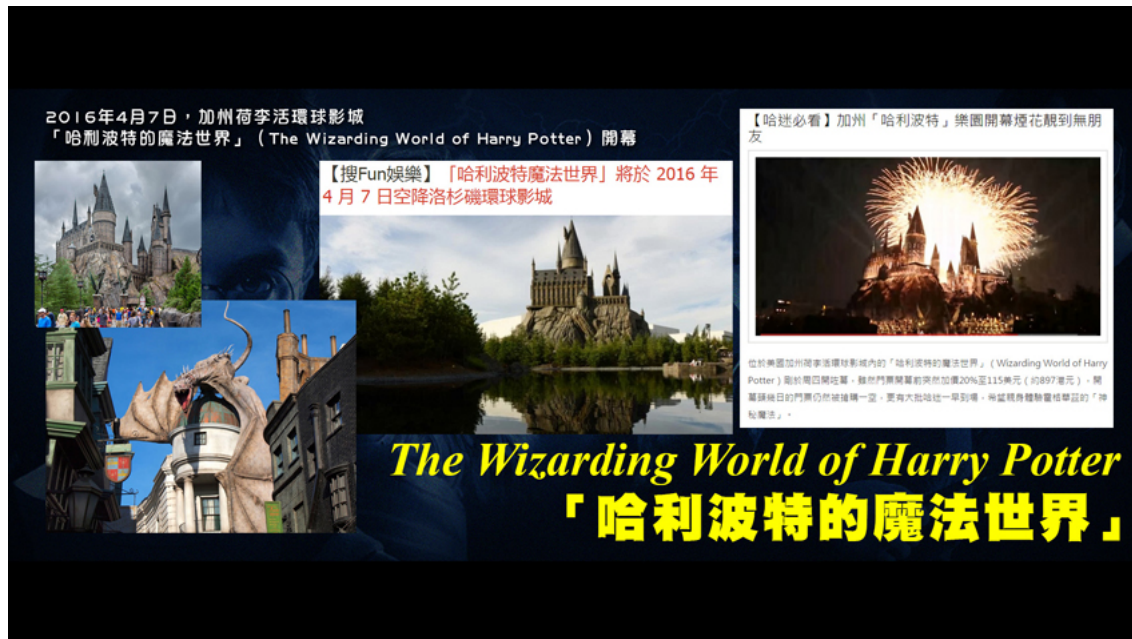 2016年4月7日，加州荷李活環球影城
「哈利波特的魔法世界」（The Wizarding World of Harry Potter）開幕
【搜Fun娛樂】「哈利波特魔法世界」將於 2016 年
4 月 7 日空降洛杉磯環球影城
【哈迷必看】加州「哈利波特」樂園開幕煙花靚到無朋
友
位於美國加州荷李活環球影城內的「哈利波特的魔法世界」（Wizarding World of Harry
Potter）剛於周四開咗幕，雖然門票開幕前突然加價20%至115美元（約897港元），開
幕頭幾日的門票仍然被搶購一空，更有大批哈迷一早到場，希望親身體驗霍格華茲的「神
秘魔法」。
The Wizarding World of Harry Potter
「哈利波特的魔法世界」